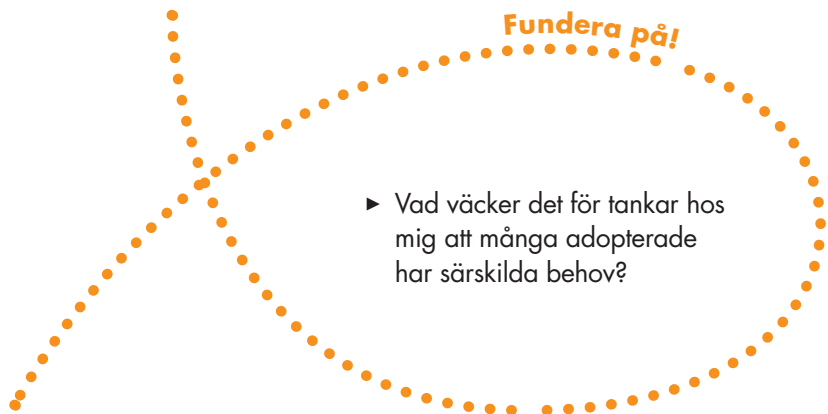 Fundera på!
► Vad väcker det för tankar hos
mig att många adopterade
har särskilda behov?